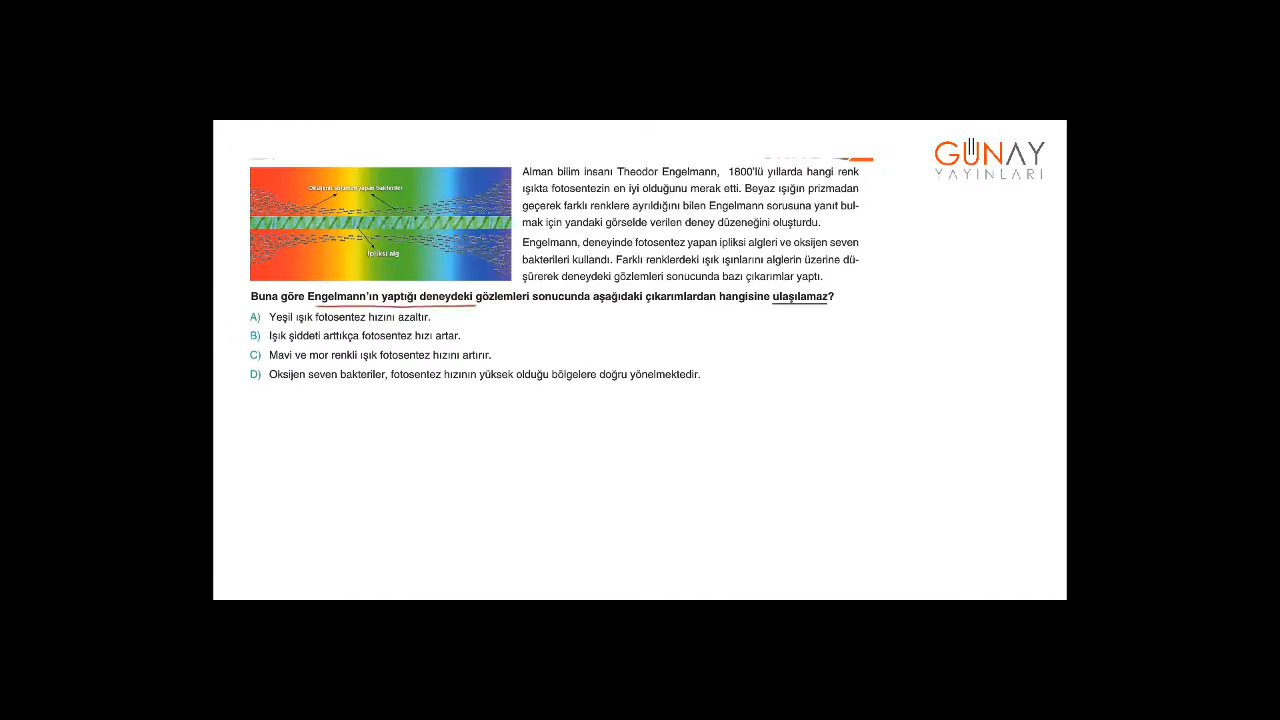 GÜNAY
YAYINLARI
Oksijenli solunum yapan bakteriler
İpliksi alg
Alman bilim insanı Theodor Engelmann, 1800'lü yıllarda hangi renk
ışıkta fotosentezin en iyi olduğunu merak etti. Beyaz ışığın prizmadan
geçerek farklı renklere ayrıldığını bilen Engelmann sorusuna yanıt bul-
mak için yandaki görselde verilen deney düzeneğini oluşturdu.
Engelmann, deneyinde fotosentez yapan ipliksi algleri ve oksijen seven
bakterileri kullandı. Farklı renklerdeki ışık ışınlarını alglerin üzerine dü-
şürerek deneydeki gözlemleri sonucunda bazı çıkarımlar yaptı.
Buna göre Engelmann'ın yaptığı deneydeki gözlemleri sonucunda aşağıdaki çıkarımlardan hangisine ulaşılamaz?
A) Yeşil ışık fotosentez hızını azaltır.
B) Işık şiddeti arttıkça fotosentez hızı artar.
C) Mavi ve mor renkli ışık fotosentez hızını artırır.
D) Oksijen seven bakteriler, fotosentez hızının yüksek olduğu bölgelere doğru yönelmektedir.